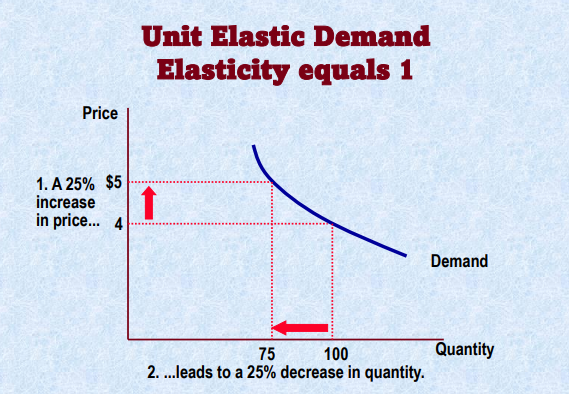 Unit Elastic Demand
Elasticity equals 1
Price
1. A 25%
increase
in price...
$5
4
Demand
75
100
Quantity
2. ...leads to a 25% decrease in quantity.